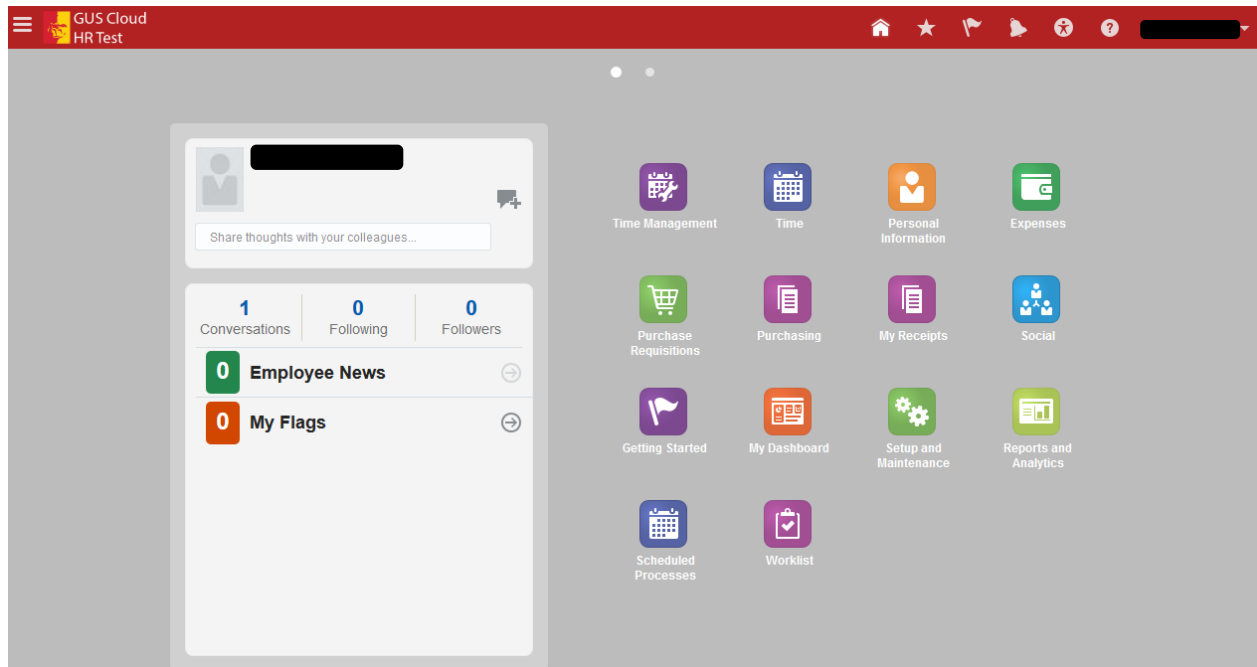 GUS Cloud
HR Test
Share thoughts with your colleagues...
1 0 0
Conversations Following Followers
0 Employee News
0 My Flags
Time Management Time Personal
Information Expenses
Purchase
Requisitions Purchasing My Receipts Social
Getting Started My Dashboard Setup and
Maintenance Reports and
Analytics
Scheduled
Processes Worklist